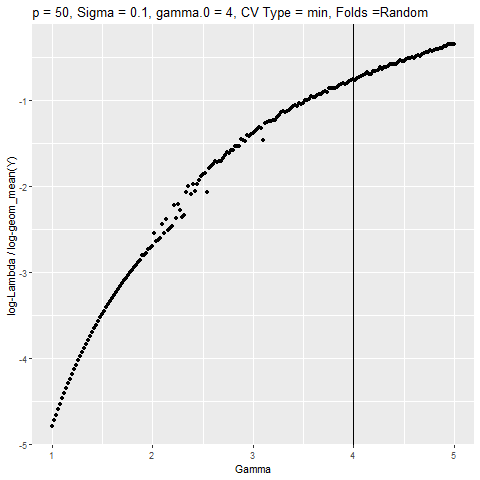 p = 50, Sigma = 0.1, gamma.0 = 4, CV Type = min, Folds =Random
log-Lambda / log-geom_mean(Y)
-1
-2
-3
-4
-5
1 2 3 4 5
Gamma